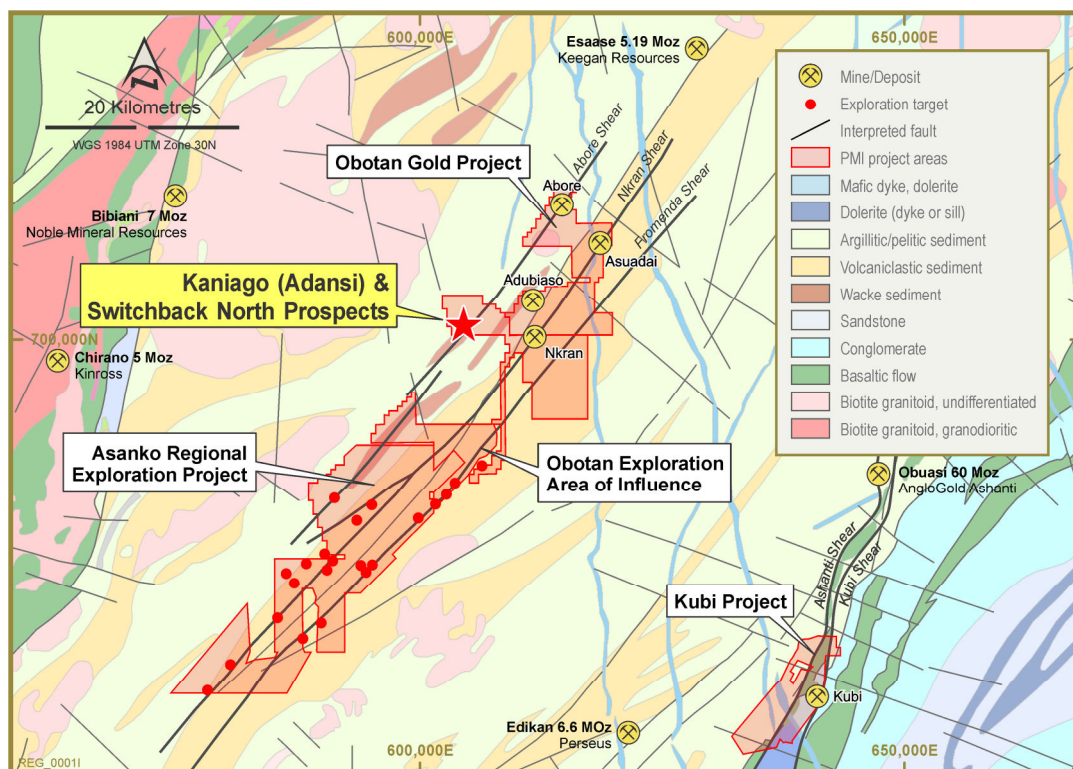 600,000E
650,000E
20 Kilometres
WGS 1984 UTM Zone 30N
Esaase 5.19 Moz
Keegan Resources
Obotan Gold Project
Abore Shear
Nkran Shear
Fromenda Shear
Abore
Asuadai
Adubiaso
Nkran
Bibiani 7 Moz
Noble Mineral Resources
Kaniago (Adansi) &
Switchback North Prospects
700,000N
Chirano 5 Moz
Kinross
Mine/Deposit
Exploration target
Interpreted fault
PMI project areas
Mafic dyke, dolerite
Dolerite (dyke or sill)
Argillitic/pelitic sediment
Volcaniclastic sediment
Wacke sediment
Sandstone
Conglomerate
Basaltic flow
Biotite granitoid, undifferentiated
Biotite granitoid, granodioritic
Asanko Regional
Exploration Project
Obotan Exploration
Area of Influence
Obuasi 60 Moz
AngloGold Ashanti
Ashanti Shear
Kubi Shear
Kubi Project
Kubi
Edikan 6.6 MOz
Perseus
600,000E
650,000E
REG_0001I